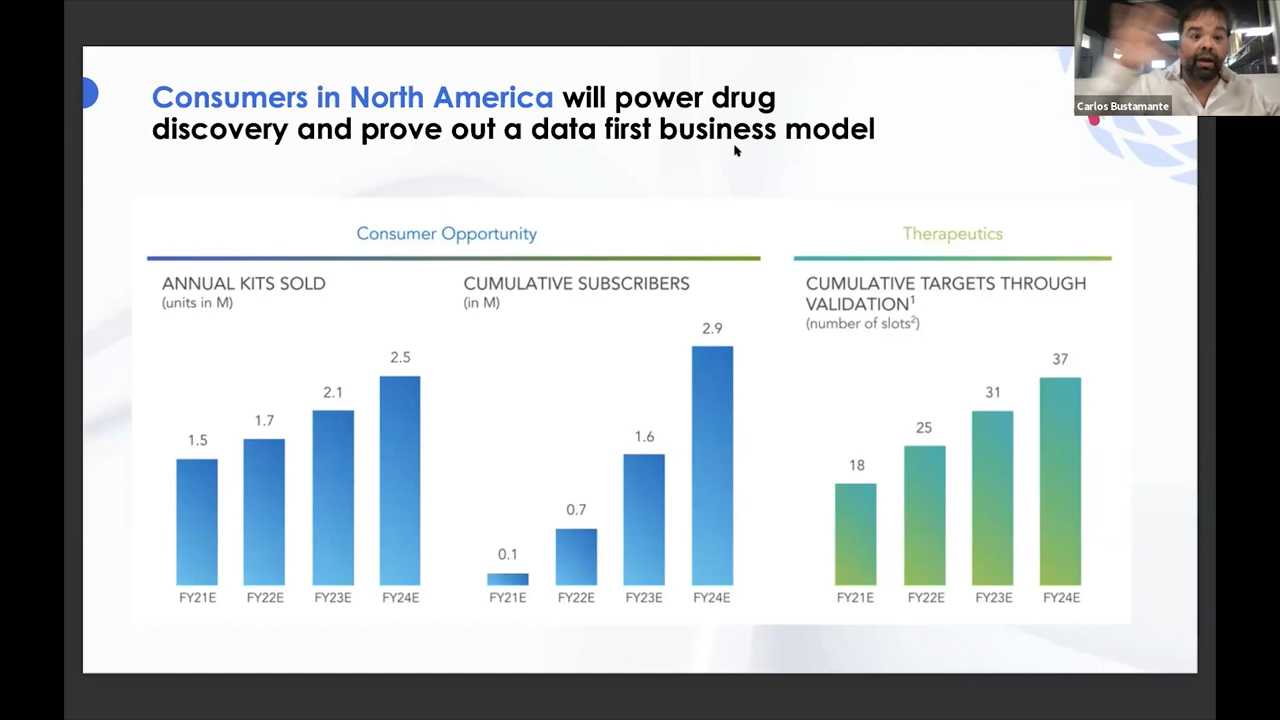 Consumers in North America will power drug
discovery and prove out a data first business model
Carlos Bustamante
Consumer Opportunity
Therapeutics
ANNUAL KITS SOLD
(units in M)
1.5
1.7
2.1
2.5
FY21E
FY22E
FY23E
FY24E
CUMULATIVE SUBSCRIBERS
(in M)
0.1
0.7
1.6
2.9
FY21E
FY22E
FY23E
FY24E
CUMULATIVE TARGETS THROUGH
VALIDATION¹
(number of slots²)
18
25
31
37
FY21E
FY22E
FY23E
FY24E